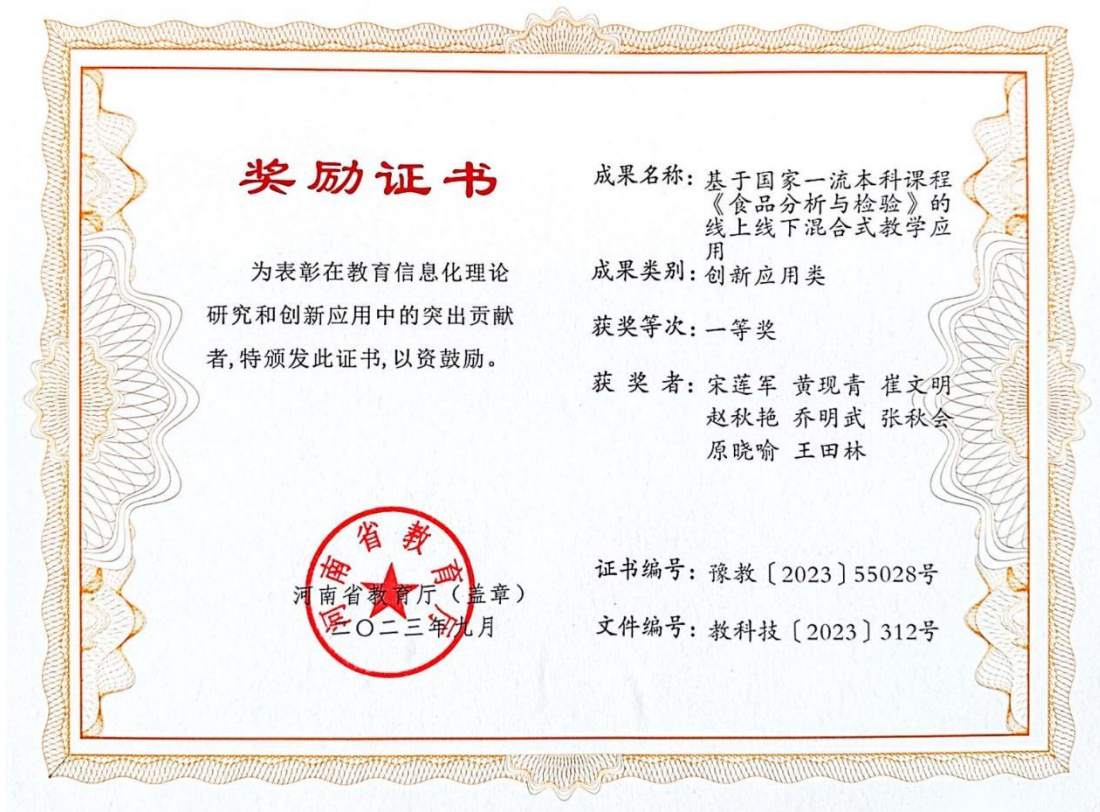 奖励证书
为表彰在教育信息化理论
研究和创新应用中的突出贡献
者,特颁发此证书,以资鼓励。
河南省教育厅
河南省教育厅（盖章）
二〇二三年九月
成果名称：基于国家一流本科课程
《食品分析与检验》的
线上线下混合式教学应
用
成果类别：创新应用类
获奖等次：一等奖
获 奖 者：宋莲军 黄现青 崔文明
赵秋艳 乔明武 张秋会
原晓喻 王田林
证书编号：豫教〔2023〕55028号
文件编号：教科技〔2023〕312号